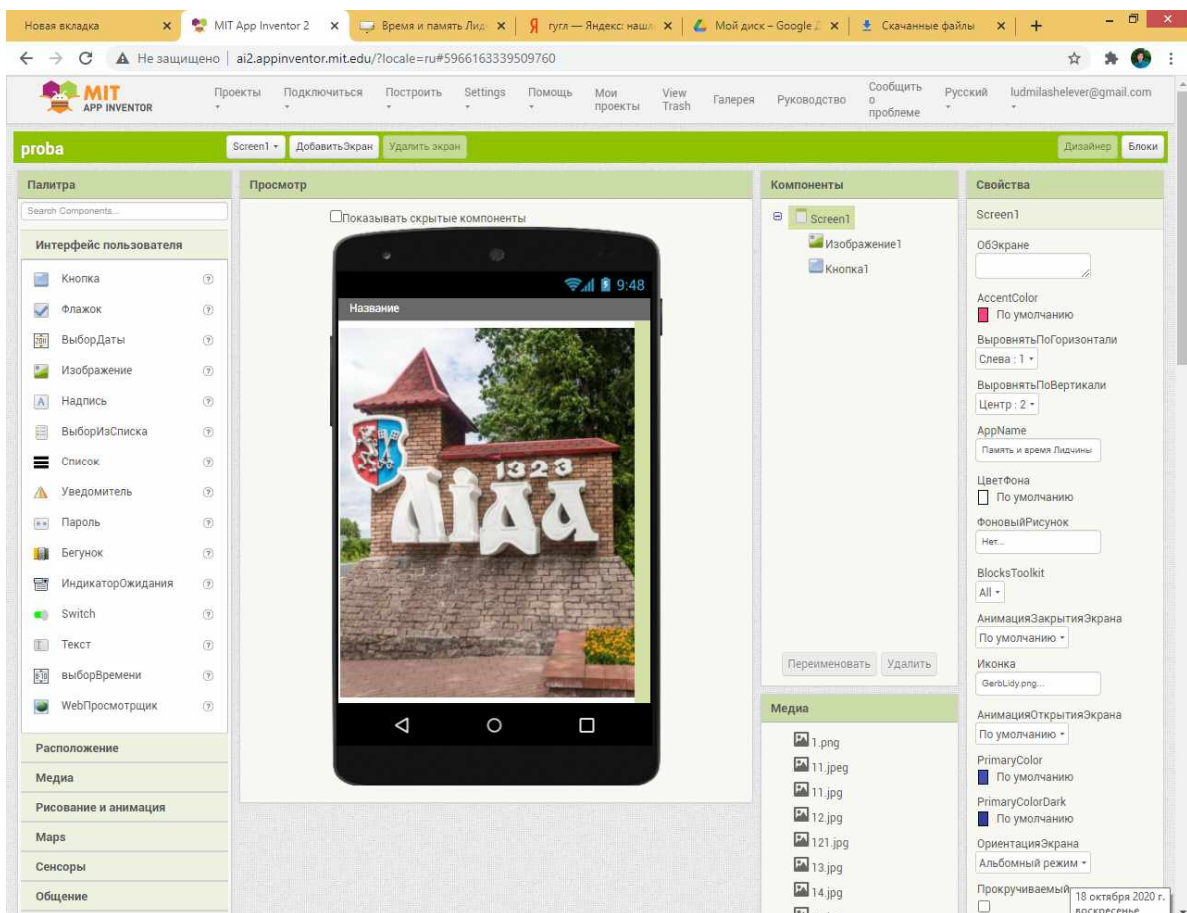 Новая вкладка
MIT App Inventor 2
Время и память Лид
гугл — Яндекс: нашл
Мой диск – Google Д
Скачанные файлы
Не защищено
ai2.appinventor.mit.edu/?locale=ru#5966163339509760
MIT
APP INVENTOR
Проекты
Подключиться
Построить
Settings
Помощь
Мои
проекты
View
Trash
Галерея
Руководство
Сообщить
о
проблеме
Русский
ludmilashelever@gmail.com
proba
Screen1
ДобавитьЭкран
Удалить экран
Дизайнер
Блоки
Палитра
Search Components...
Интерфейс пользователя
Кнопка
Флажок
ВыборДаты
Изображение
Надпись
ВыборИзСписка
Список
Уведомитель
Пароль
Бегунок
ИндикаторОжидания
Switch
Текст
выборВремени
WebПросмотрщик
Расположение
Медиа
Рисование и анимация
Maps
Сенсоры
Общение
Просмотр
Показывать скрытые компоненты
9:48
Название
1323
Ліда
Компоненты
Screen1
Изображение1
Кнопка1
Переименовать
Удалить
Медиа
1.png
11.jpeg
11.jpg
12.jpg
121.jpg
13.jpg
14.jpg
Свойства
Screen1
ОбЭкране
AccentColor
По умолчанию
ВыровнятьПоГоризонтали
Слева : 1
ВыровнятьПоВертикали
Центр : 2
AppName
Память и время Лидчины
ЦветФона
По умолчанию
ФоновыйРисунок
Нет...
BlocksToolkit
All
АнимацияЗакрытияЭкрана
По умолчанию
Иконка
GerbLidy.png...
АнимацияОткрытияЭкрана
По умолчанию
PrimaryColor
По умолчанию
PrimaryColorDark
По умолчанию
ОриентацияЭкрана
Альбомный режим
Прокручиваемый
18 октября 2020 г.
воскресенье